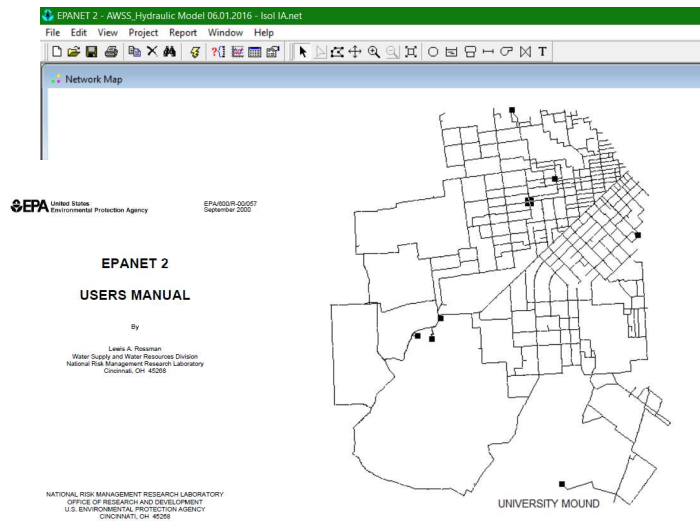 EPANET 2 - AWSS_Hydraulic Model 06.01.2016 - Isol IA.net
File Edit View Project Report Window Help
T
Network Map
EPA United States
Environmental Protection Agency
EPA/600/R-00/057
September 2000
EPANET 2
USERS MANUAL
By
Lewis A. Rossman
Water Supply and Water Resources Division
National Risk Management Research Laboratory
Cincinnati, OH 45268
NATIONAL RISK MANAGEMENT RESEARCH LABORATORY
OFFICE OF RESEARCH AND DEVELOPMENT
U.S. ENVIRONMENTAL PROTECTION AGENCY
CINCINNATI, OH 45268
UNIVERSITY MOUND